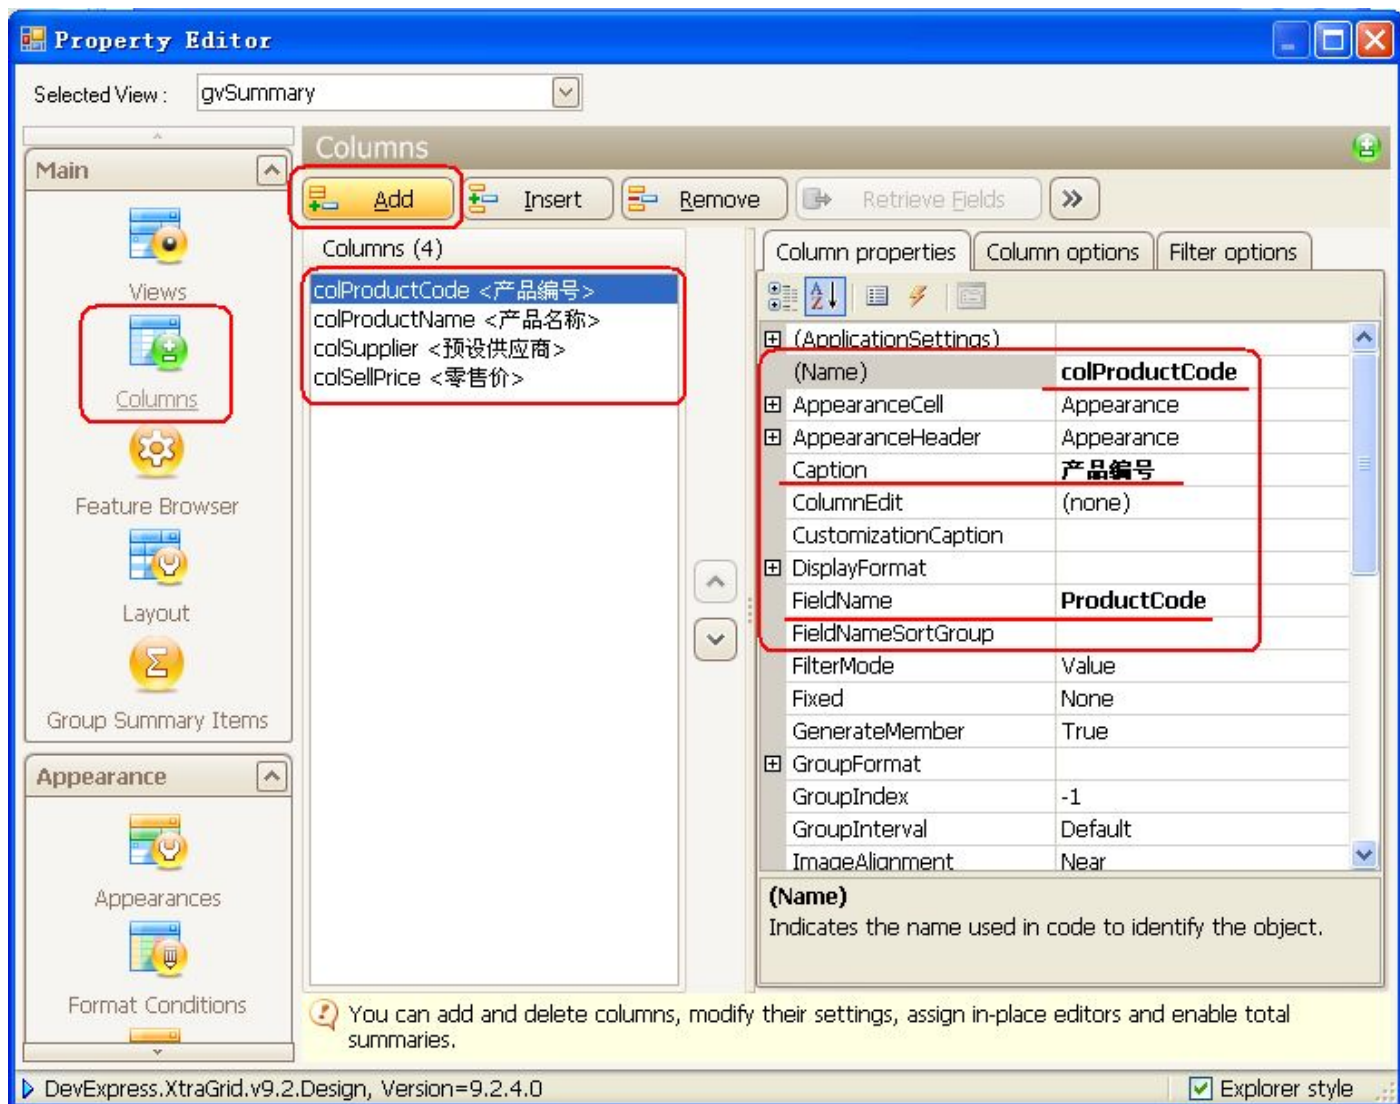 Property Editor
Selected View : gvSummary
Main
Views
Columns
Feature Browser
Layout
Group Summary Items
Appearance
Appearances
Format Conditions
Columns
Add Insert Remove Retrieve Fields
Columns (4)
colProductCode <产品编号>
colProductName <产品名称>
colSupplier <预设供应商>
colSellPrice <零售价>
Column properties Column options Filter options
(ApplicationSettings)
(Name) colProductCode
AppearanceCell Appearance
AppearanceHeader Appearance
Caption 产品编号
ColumnEdit (none)
CustomizationCaption
DisplayFormat
FieldName ProductCode
FieldNameSortGroup
FilterMode Value
Fixed None
GenerateMember True
GroupFormat
GroupIndex -1
GroupInterval Default
ImageAlignment Near
(Name)
Indicates the name used in code to identify the object.
You can add and delete columns, modify their settings, assign in-place editors and enable total
summaries.
DevExpress.XtraGrid.v9.2.Design, Version=9.2.4.0 Explorer style